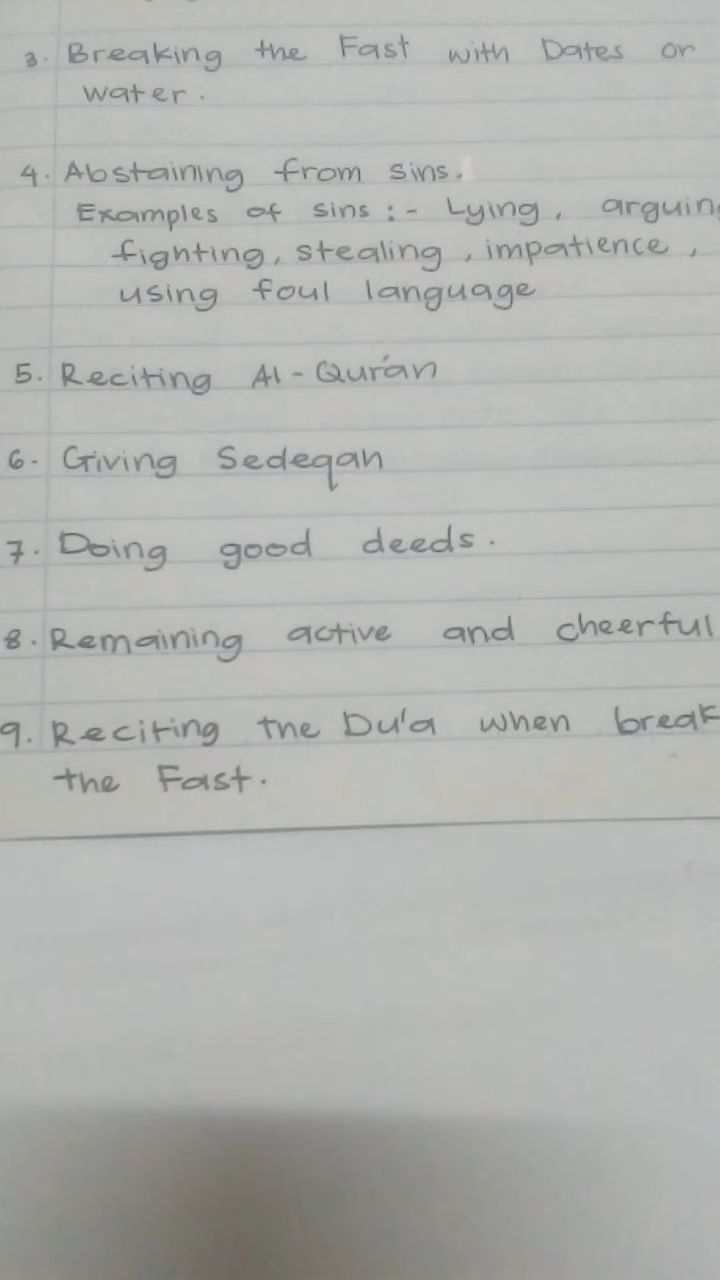 3. Breaking the Fast with Dates or
water.
4. Abstaining from sins.
Examples of sins :- Lying, arguin
fighting, stealing, impatience,
using foul language
5. Reciting Al-Qur'an
6. Giving Sedeqah
7. Doing good deeds.
8. Remaining active and cheerful
9. Reciting the Du'a when break
the Fast.